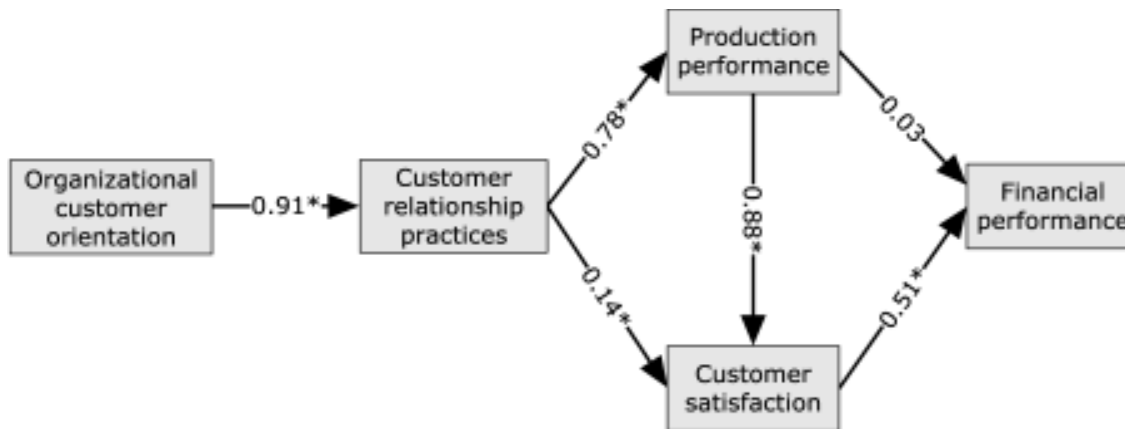 Organizational
customer
orientation
0.91*
Customer
relationship
practices
0.78*
0.14*
Production
performance
0.88*
Customer
satisfaction
0.03
0.51*
Financial
performance